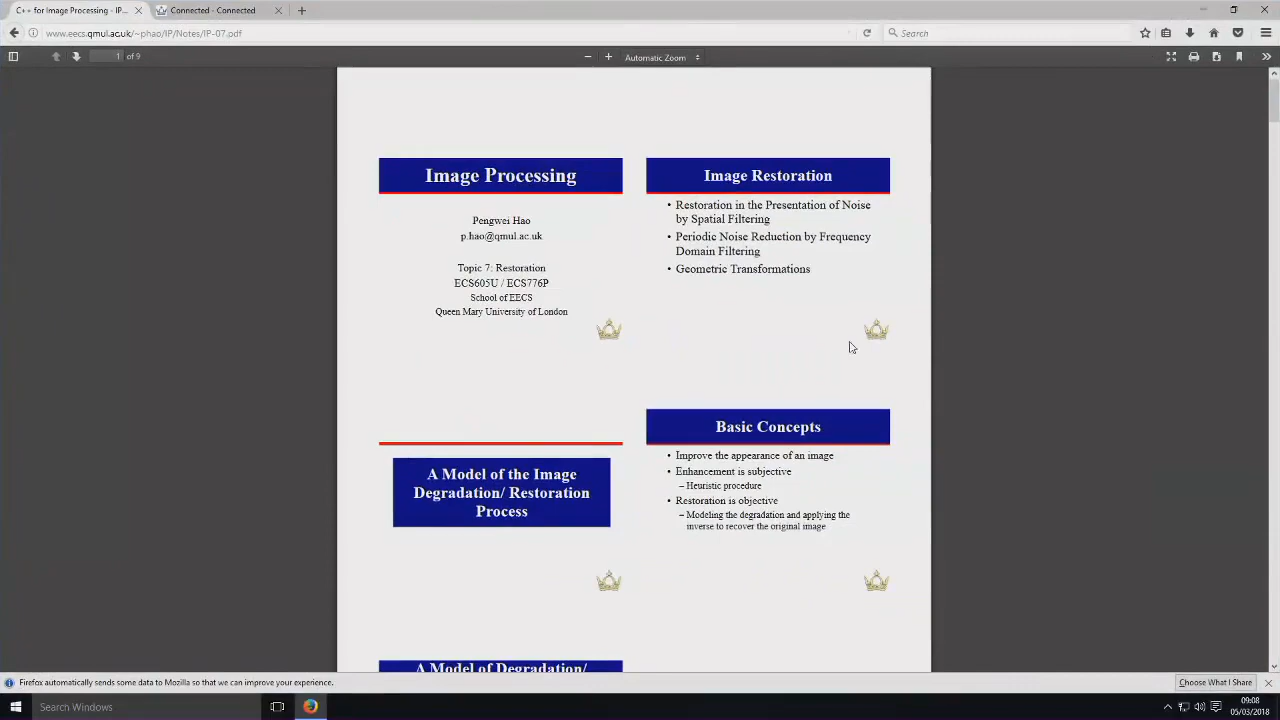 C++ for Image Processing - IP...
Connected - Connected
www.eecs.qmul.ac.uk/~phao/IP/Notes/IP-07.pdf
Search
1
of 9
Automatic Zoom
Image Processing
Pengwei Hao
p.hao@qmul.ac.uk
Topic 7: Restoration
ECS605U / ECS776P
School of EECS
Queen Mary University of London
Image Restoration
• Restoration in the Presentation of Noise
by Spatial Filtering
• Periodic Noise Reduction by Frequency
Domain Filtering
• Geometric Transformations
A Model of the Image
Degradation/ Restoration
Process
Basic Concepts
• Improve the appearance of an image
• Enhancement is subjective
– Heuristic procedure
• Restoration is objective
– Modeling the degradation and applying the
inverse to recover the original image
A Model of Degradation/
Firefox automatically sends some data to Mozilla so that we can improve your experience.
Choose What I Share
Search Windows
09:08
05/03/2018